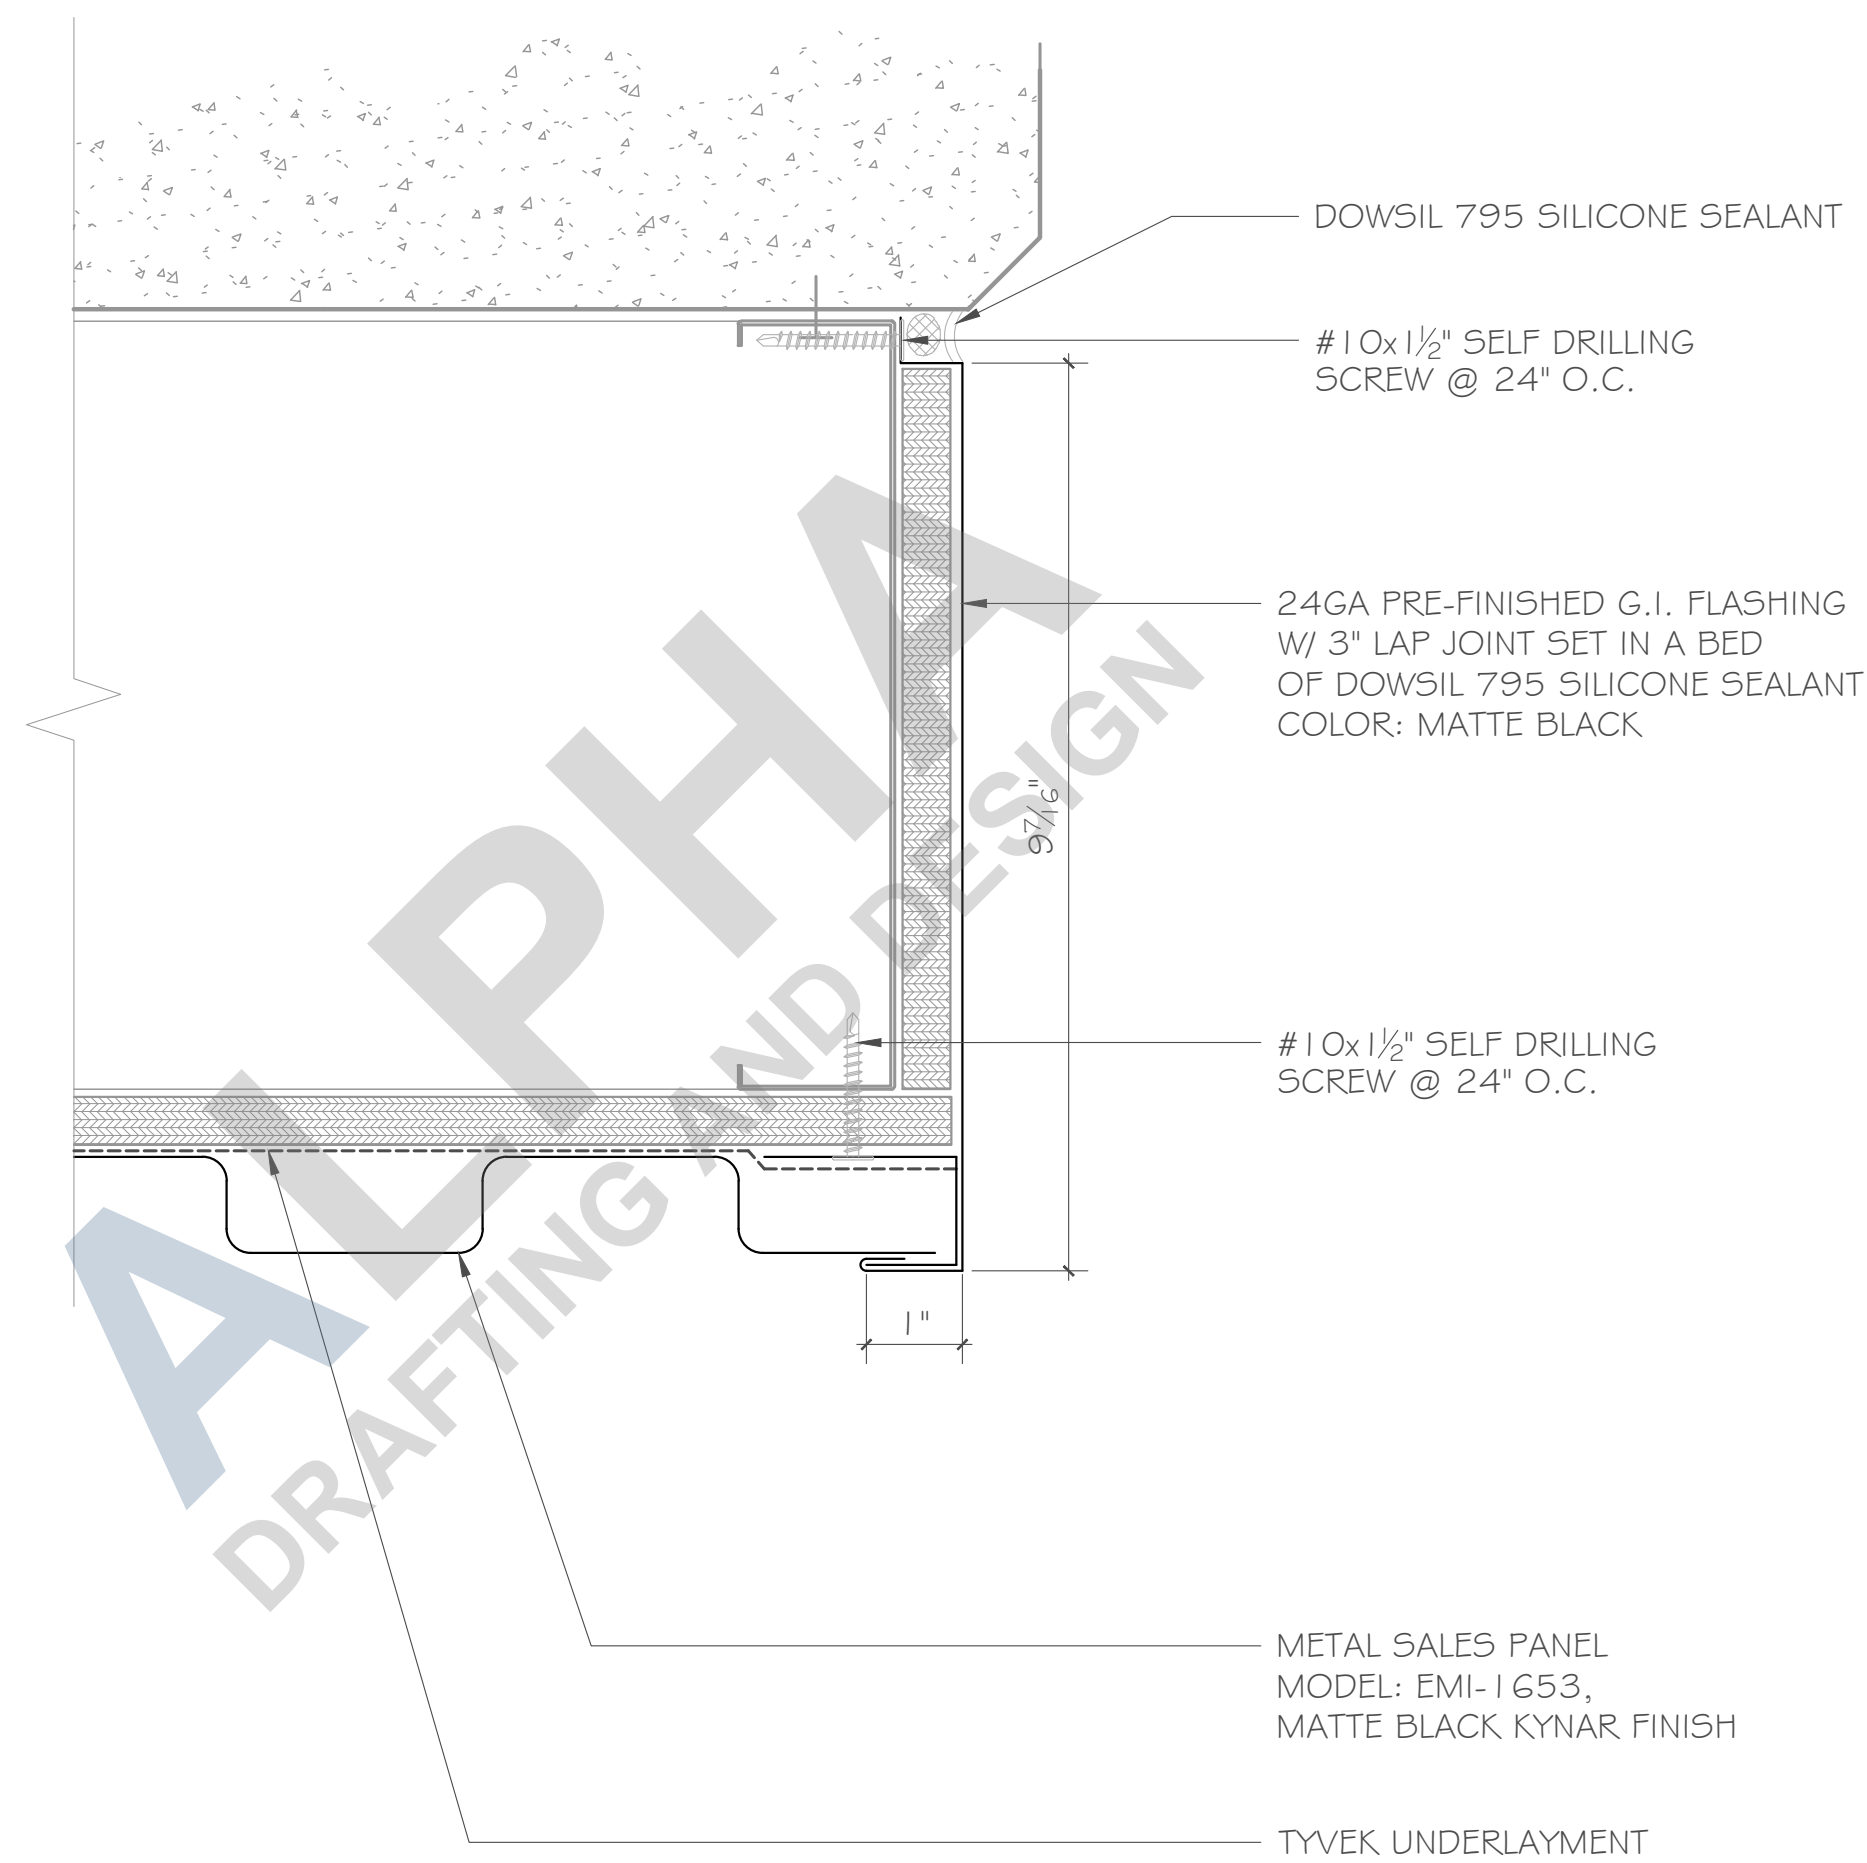 DOWSIL 795 SILICONE SEALANT
#10x1½" SELF DRILLING
SCREW @ 24" O.C.
24GA PRE-FINISHED G.I. FLASHING
W/ 3" LAP JOINT SET IN A BED
OF DOWSIL 795 SILICONE SEALANT
COLOR: MATTE BLACK
9 7/16"
#10x1½" SELF DRILLING
SCREW @ 24" O.C.
1"
METAL SALES PANEL
MODEL: EMI-1653,
MATTE BLACK KYNAR FINISH
TYVEK UNDERLAYMENT
ALPHA
DRAFTING AND DESIGN